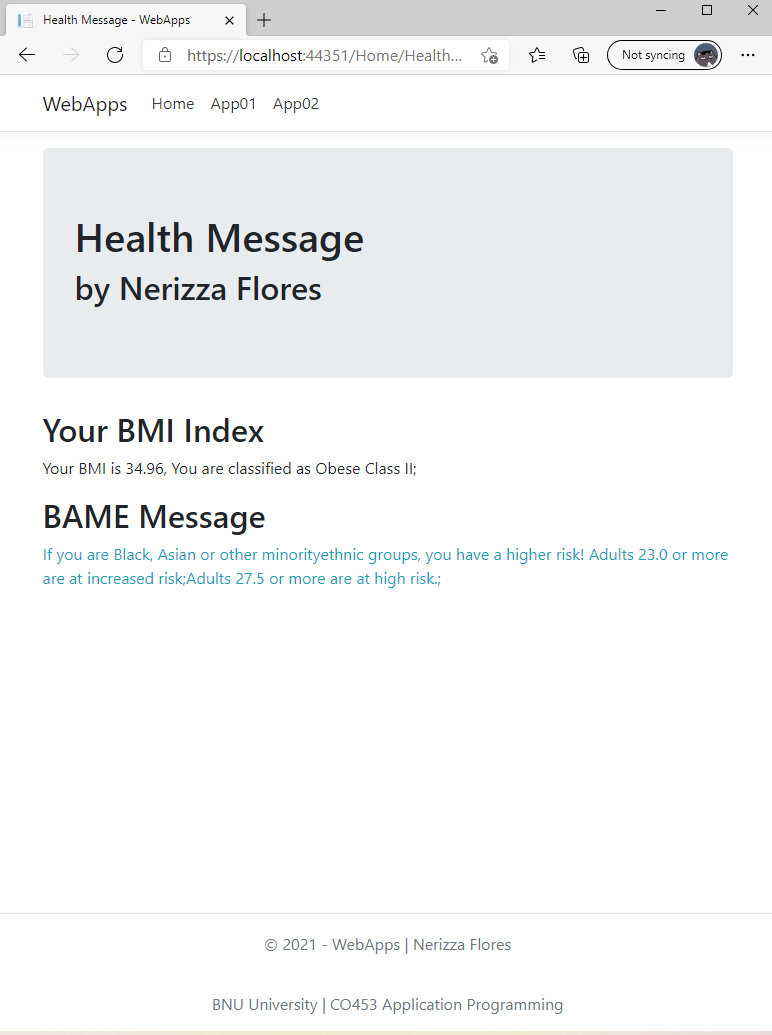 Health Message - WebApps
https://localhost:44351/Home/Health...
Not syncing
WebApps Home App01 App02
Health Message
by Nerizza Flores
Your BMI Index
Your BMI is 34.96, You are classified as Obese Class II;
BAME Message
If you are Black, Asian or other minorityethnic groups, you have a higher risk! Adults 23.0 or more
are at increased risk;Adults 27.5 or more are at high risk.;
© 2021 - WebApps | Nerizza Flores
BNU University | CO453 Application Programming